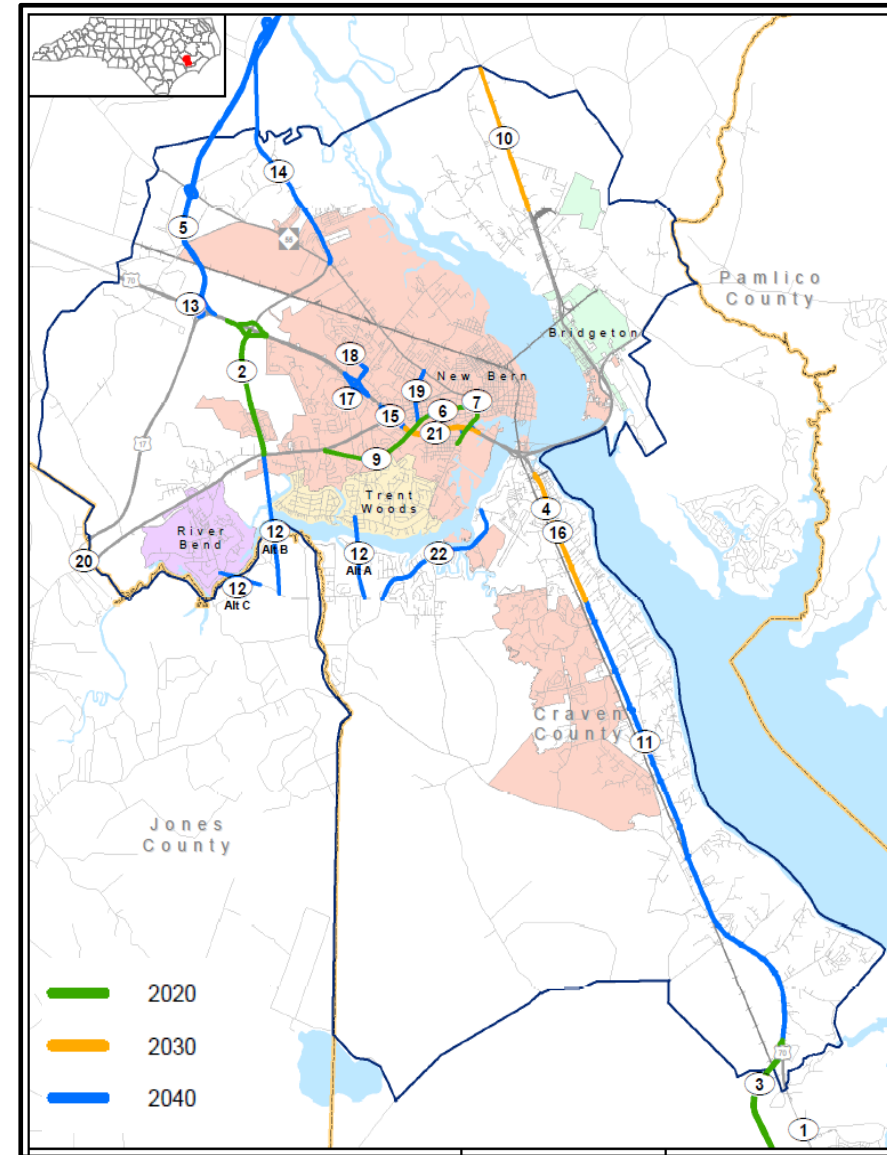 10
14
5
55
70
Pamlico
County
13
Bridgeton
18
2
New Bern
17
19
7
15
6
21
17
9
Trent
Woods
River
Bend
4
12
Alt B
16
20
12
Alt A
22
12
Alt C
Craven
County
11
Jones
County
2020
2030
70
2040
3
1